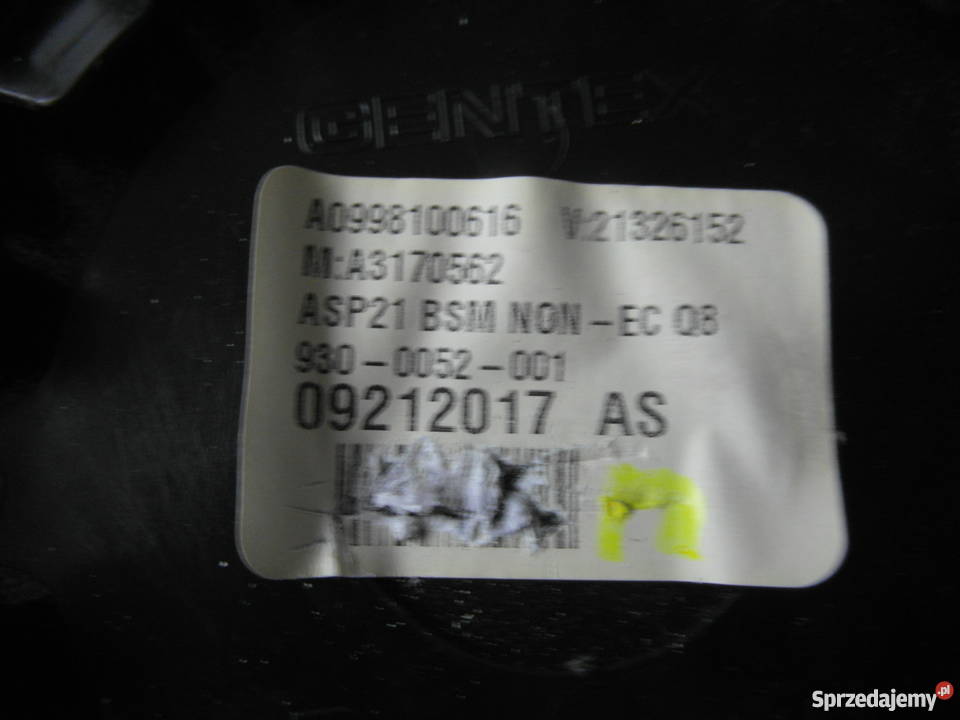 GENTEX
A0998100616 V:21326152
M:A3170562
ASP21 BSM NON-EC Q8
930-0052-001
09212017 AS
Sprzedajemy.pl